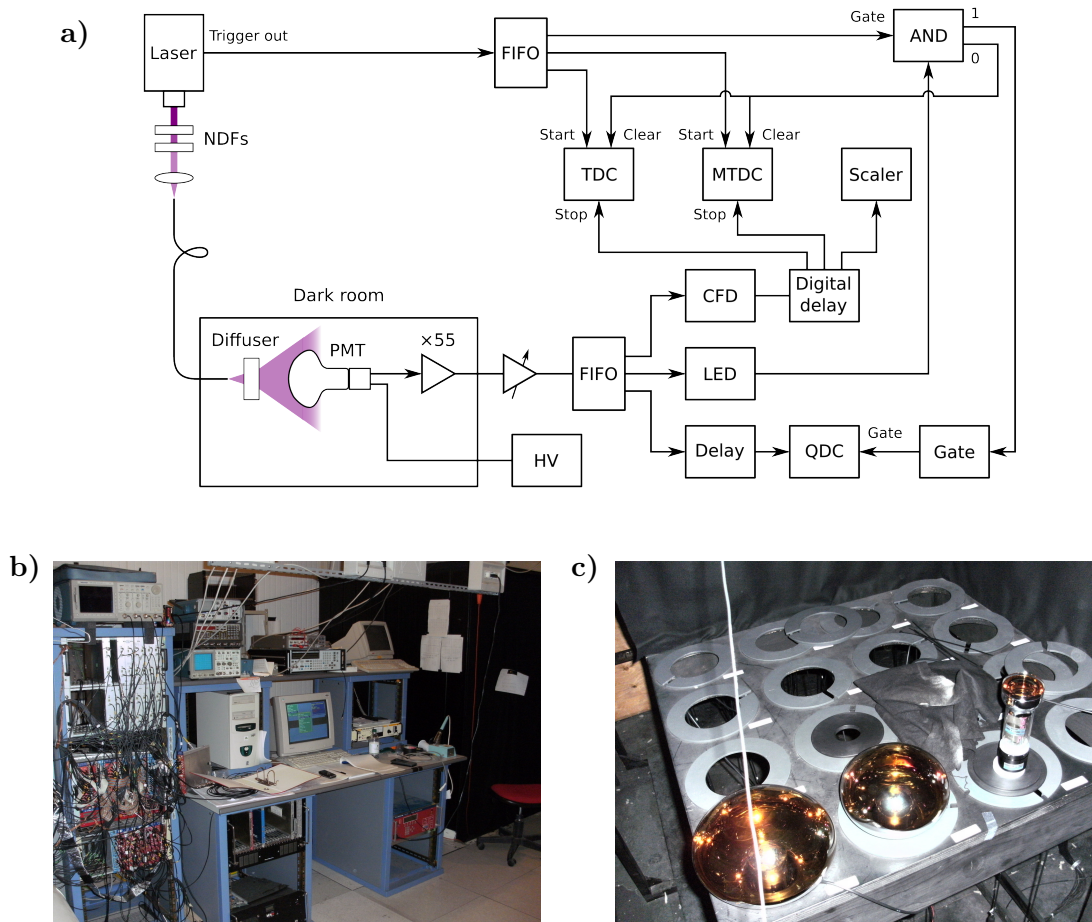 a)
Laser
Trigger out
FIFO
Gate
AND
1
0
NDFs
Start
Clear
Start
Clear
TDC
MTDC
Scaler
Stop
Stop
Dark room
CFD
Digital
delay
Diffuser
PMT
×55
FIFO
LED
HV
Delay
QDC
Gate
Gate
b)
c)